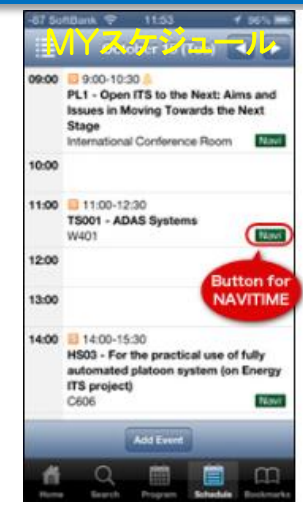 -87 SoftBank 11:53 96%
MYスケジュール
October (Tue)
09:00 9:00-10:30
PL1 - Open ITS to the Next: Aims and
Issues in Moving Towards the Next
Stage
International Conference Room Navi
10:00
11:00 11:00-12:30
TS001 - ADAS Systems
W401 Navi
12:00
Button for
NAVITIME
13:00
14:00 14:00-15:30
HS03 - For the practical use of fully
automated platoon system (on Energy
ITS project)
C606 Navi
Add Event
Home Search Program Schedule Bookmarks